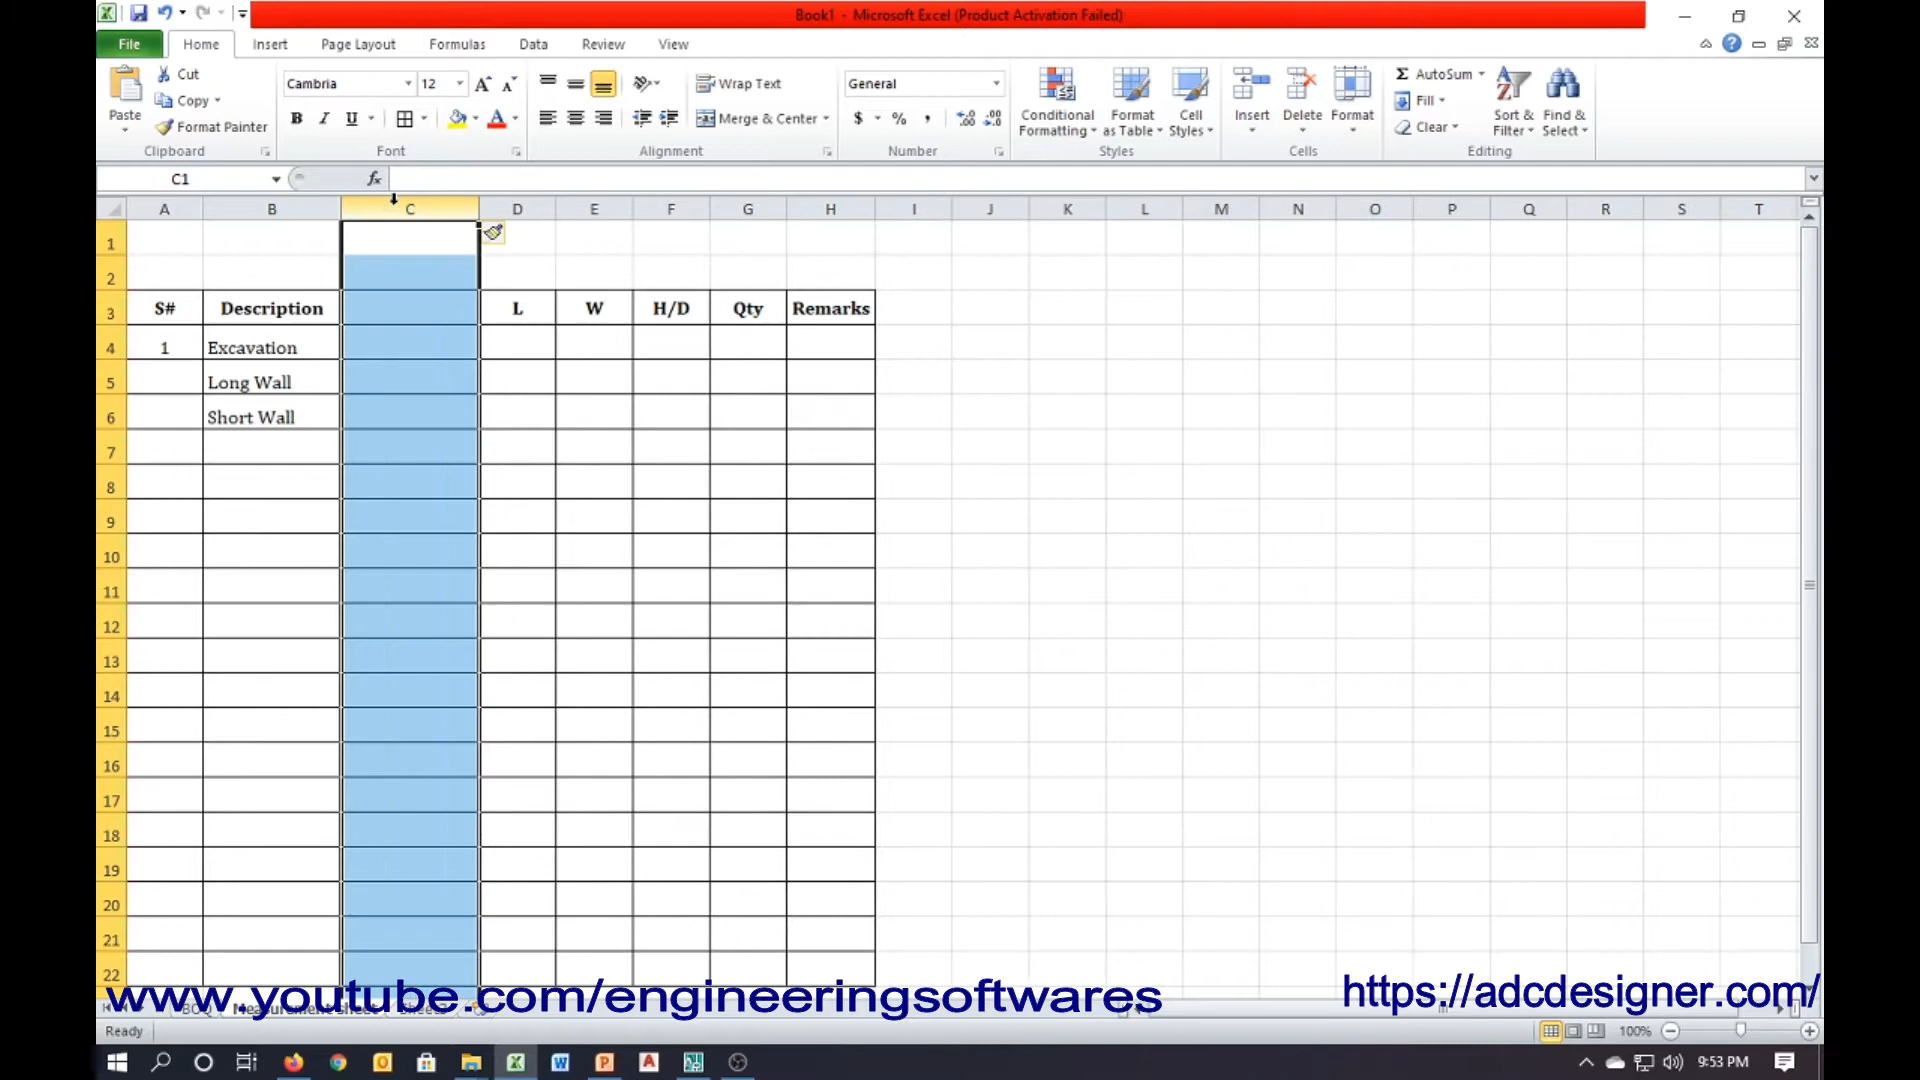 Book1 - Microsoft Excel (Product Activation Failed)
File Home Insert Page Layout Formulas Data Review View
Paste Cut Copy Format Painter Clipboard
Cambria 12 B I U A Font
Wrap Text Merge & Center Alignment
General $ % , Number
Conditional Formatting Format as Table Cell Styles Styles
Insert Delete Format Cells
Σ AutoSum Fill Clear Sort & Filter Find & Select Editing
C1 fx
A B C D E F G H I J K L M N O P Q R S T
1
2
3 S# Description L W H/D Qty Remarks
4 1 Excavation
5 Long Wall
6 Short Wall
7
8
9
10
11
12
13
14
15
16
17
18
19
20
21
22
www.youtube.com/engineeringsoftwares
https://adcdesigner.com/
BOQ Measurement sheet
Ready 100%
9:53 PM